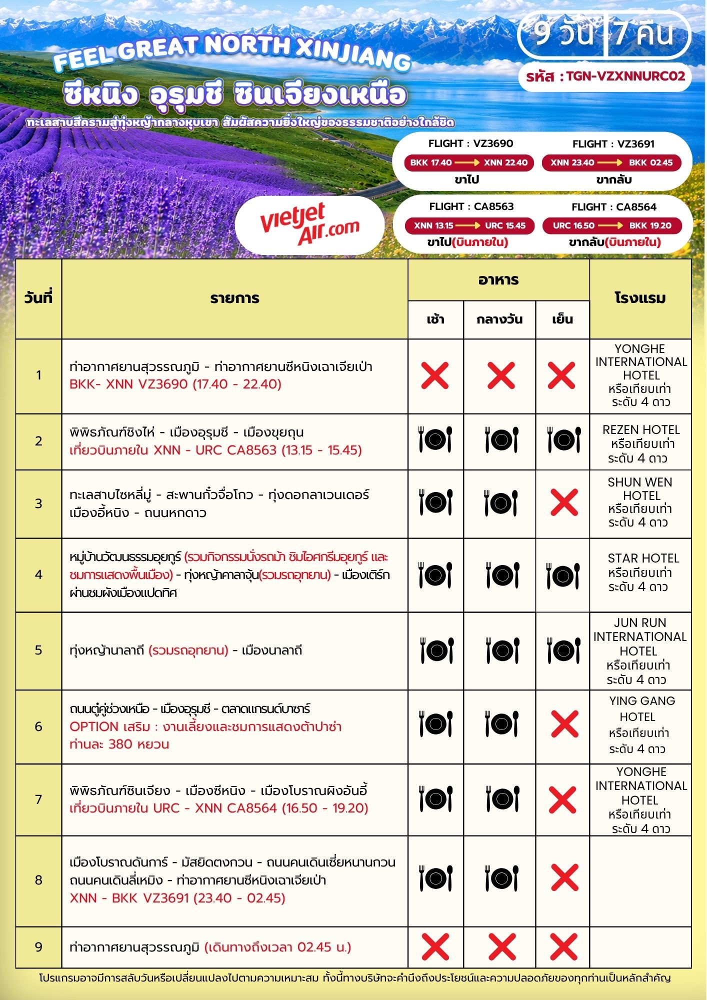 9 วัน 7 คืน
รหัส : TGN-VZXNNURC02
FEEL GREAT NORTH XINJIANG
ซีหนิง อุรุมชี ซินเจียงเหนือ
ทะเลสาบสีครามสู่ทุ่งหญ้ากลางหุบเขา สัมผัสความยิ่งใหญ่ของธรรมชาติอย่างใกล้ชิด
FLIGHT : VZ3690
BKK 17.40 XNN 22.40
ขาไป
FLIGHT : VZ3691
XNN 23.40 BKK 02.45
ขากลับ
vietjet
Air.com
FLIGHT : CA8563
XNN 13.15 URC 15.45
ขาไป(บินภายใน)
FLIGHT : CA8564
URC 16.50 BKK 19.20
ขากลับ(บินภายใน)
วันที่ รายการ อาหาร โรงแรม
เช้า กลางวัน เย็น
1
ท่าอากาศยานสุวรรณภูมิ - ท่าอากาศยานซีหนิงเฉาเจียเป่า
BKK- XNN VZ3690 (17.40 - 22.40)
YONGHE
INTERNATIONAL
HOTEL
หรือเทียบเท่า
ระดับ 4 ดาว
2
พิพิธภัณฑ์ชิงไห่ - เมืองอุรุมชี - เมืองขุยถุน
เที่ยวบินภายใน XNN - URC CA8563 (13.15 - 15.45)
REZEN HOTEL
หรือเทียบเท่า
ระดับ 4 ดาว
3
ทะเลสาบไซหลี่มู่ - สะพานกั๋วจื่อโกว - ทุ่งดอกลาเวนเดอร์
เมืองอี้หนิง - ถนนหกดาว
SHUN WEN
HOTEL
หรือเทียบเท่า
ระดับ 4 ดาว
4
หมู่บ้านวัฒนธรรมอุยกูร์ (รวมกิจกรรมนั่งรถม้า ชิมไอศกรีมอุยกูร์ และ
ชมการแสดงพื้นเมือง) - ทุ่งหญ้าคาลาจุ้น(รวมรถอุทยาน) - เมืองเติร์ก
ผ่านชมผังเมืองแปดทิศ
STAR HOTEL
หรือเทียบเท่า
ระดับ 4 ดาว
5
ทุ่งหญ้านาลาถี (รวมรถอุทยาน) - เมืองนาลาถี
JUN RUN
INTERNATIONAL
HOTEL
หรือเทียบเท่า
ระดับ 4 ดาว
6
ถนนตู๋คู่ช่วงเหนือ - เมืองอุรุมชี - ตลาดแกรนด์บาซาร์
OPTION เสริม : งานเลี้ยงและชมการแสดงต้าปาซ่า
ท่านละ 380 หยวน
YING GANG
HOTEL
หรือเทียบเท่า
ระดับ 4 ดาว
7
พิพิธภัณฑ์ซินเจียง - เมืองซีหนิง - เมืองโบราณผิงอันอี้
เที่ยวบินภายใน URC - XNN CA8564 (16.50 - 19.20)
YONGHE
INTERNATIONAL
HOTEL
หรือเทียบเท่า
ระดับ 4 ดาว
8
เมืองโบราณดันการ์ - มัสยิดตงกวน - ถนนคนเดินเซี่ยหนานกวน
ถนนคนเดินลี่เหมิง - ท่าอากาศยานซีหนิงเฉาเจียเป่า
XNN - BKK VZ3691 (23.40 - 02.45)
9
ท่าอากาศยานสุวรรณภูมิ (เดินทางถึงเวลา 02.45 น.)
โปรแกรมอาจมีการสลับวันหรือเปลี่ยนแปลงไปตามความเหมาะสม ทั้งนี้ทางบริษัทจะคำนึงถึงประโยชน์และความปลอดภัยของทุกท่านเป็นหลักสำคัญ